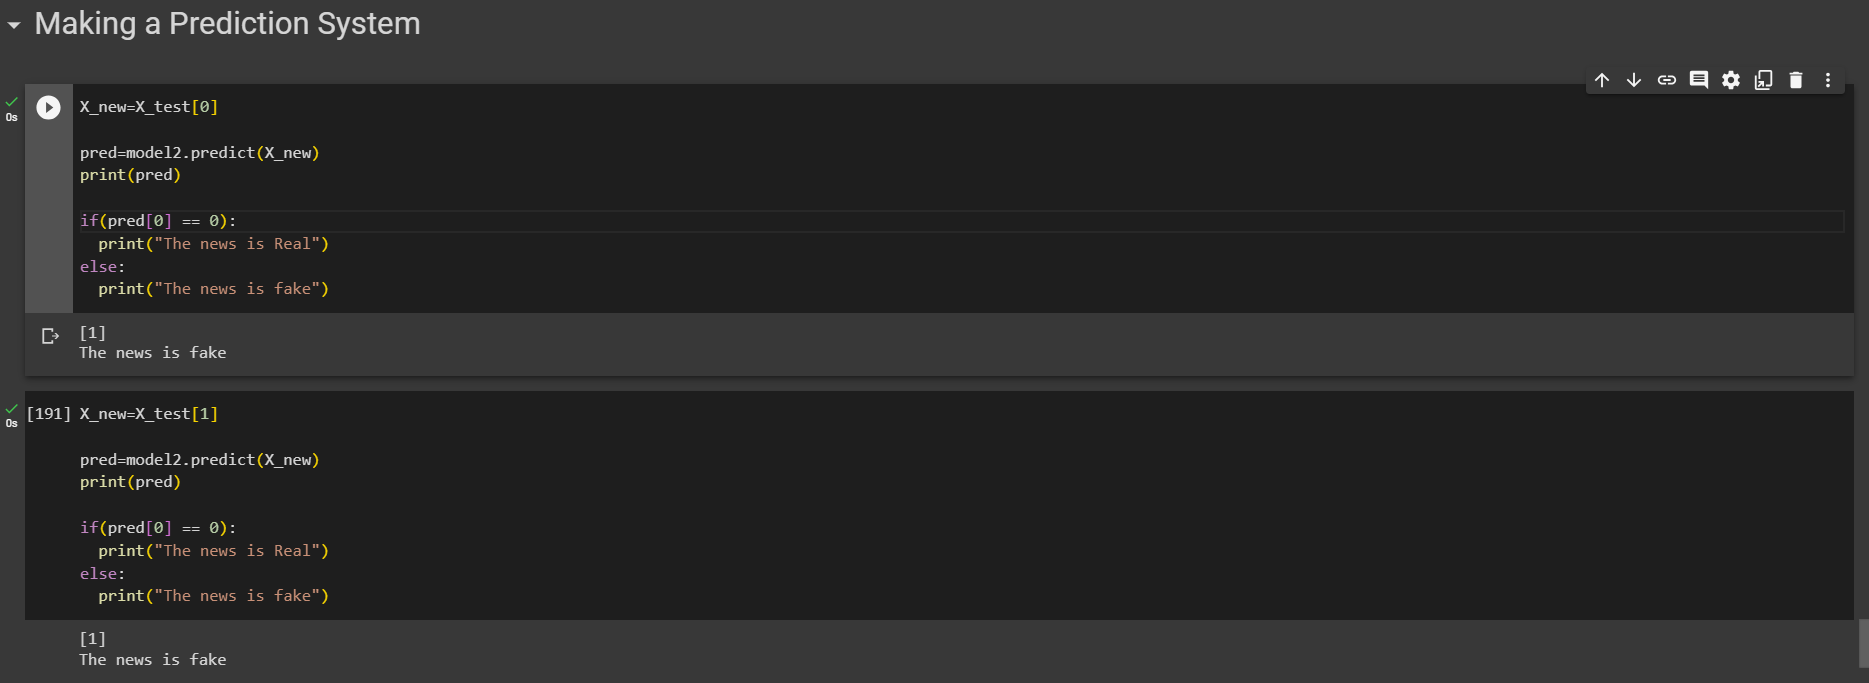 Making a Prediction System
0s
X_new=X_test[0]
pred=model2.predict(X_new)
print(pred)
if(pred[0] == 0):
  print("The news is Real")
else:
  print("The news is fake")
[1]
The news is fake
0s
[191] X_new=X_test[1]
pred=model2.predict(X_new)
print(pred)
if(pred[0] == 0):
  print("The news is Real")
else:
  print("The news is fake")
[1]
The news is fake